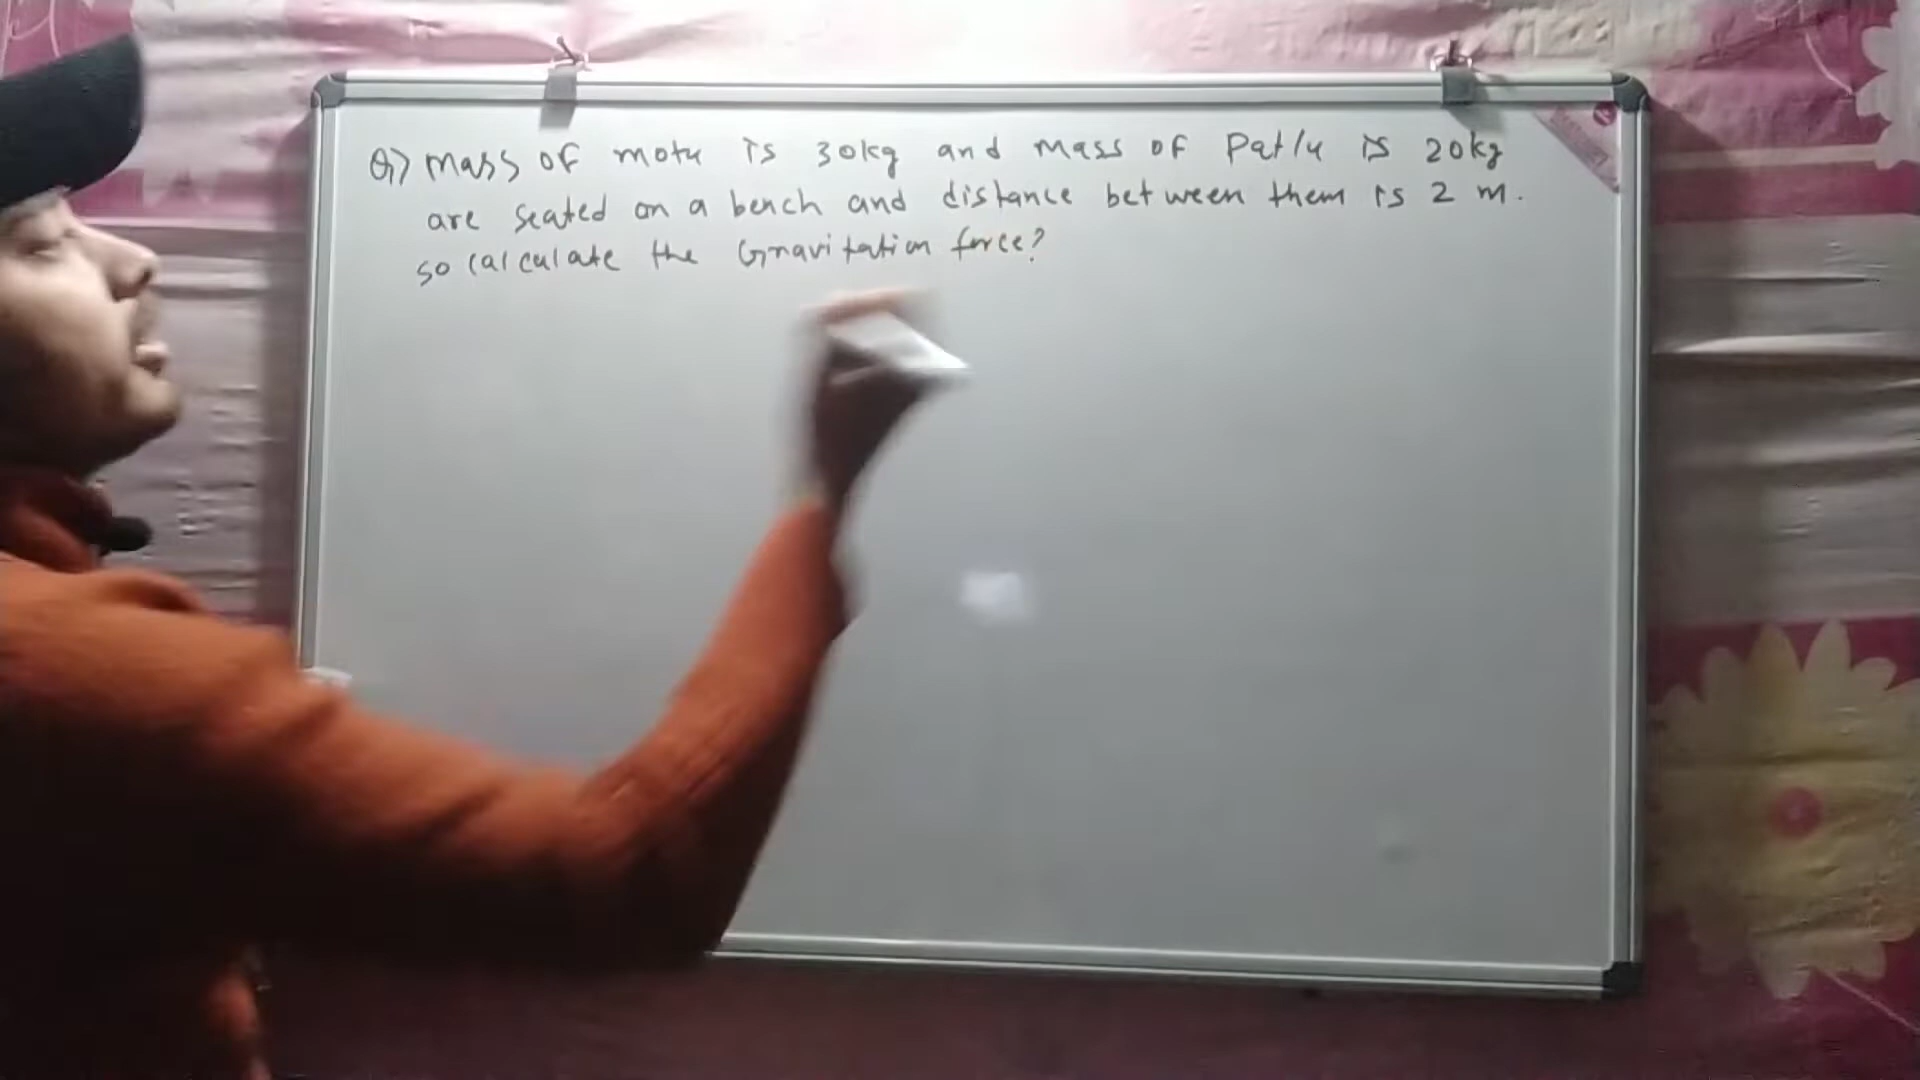 Q) Mass of motu is 30kg and mass of Patlu is 20kg
are seated on a bench and distance between them is 2 m.
so calculate the Gravitation force?